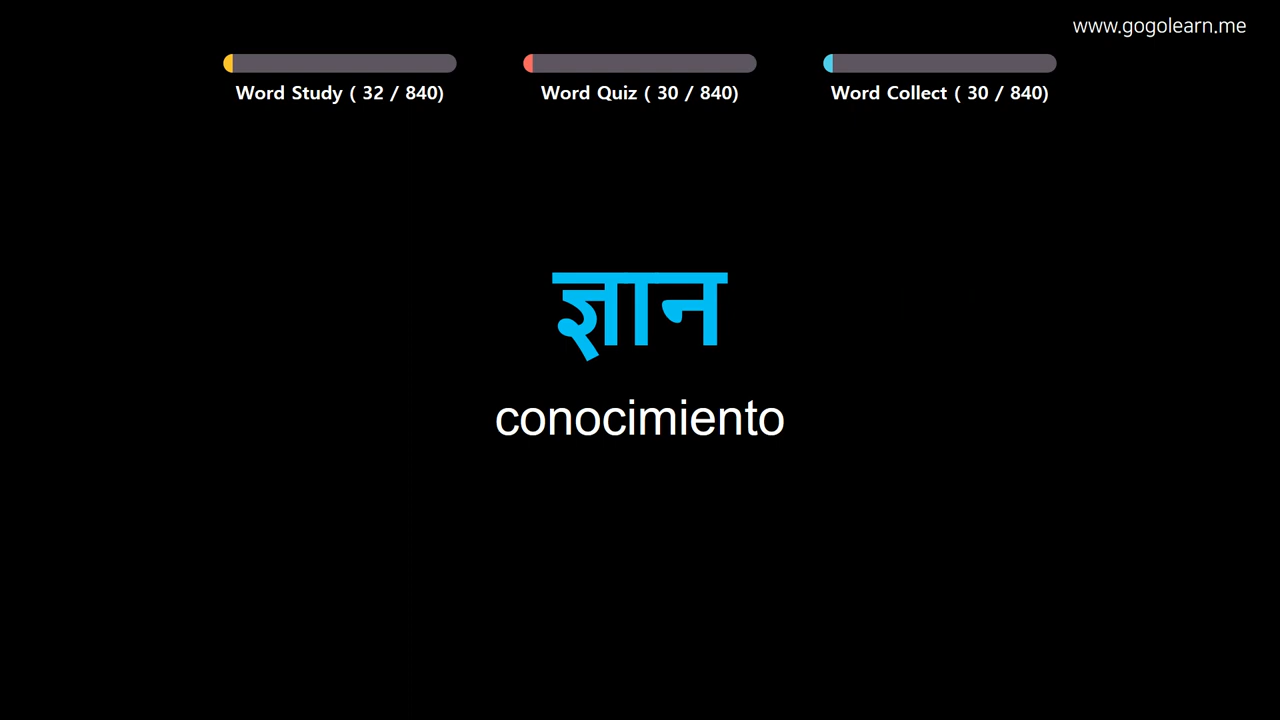 www.gogolearn.me
Word Study ( 32 / 840)
Word Quiz ( 30 / 840)
Word Collect ( 30 / 840)
ज्ञान
conocimiento